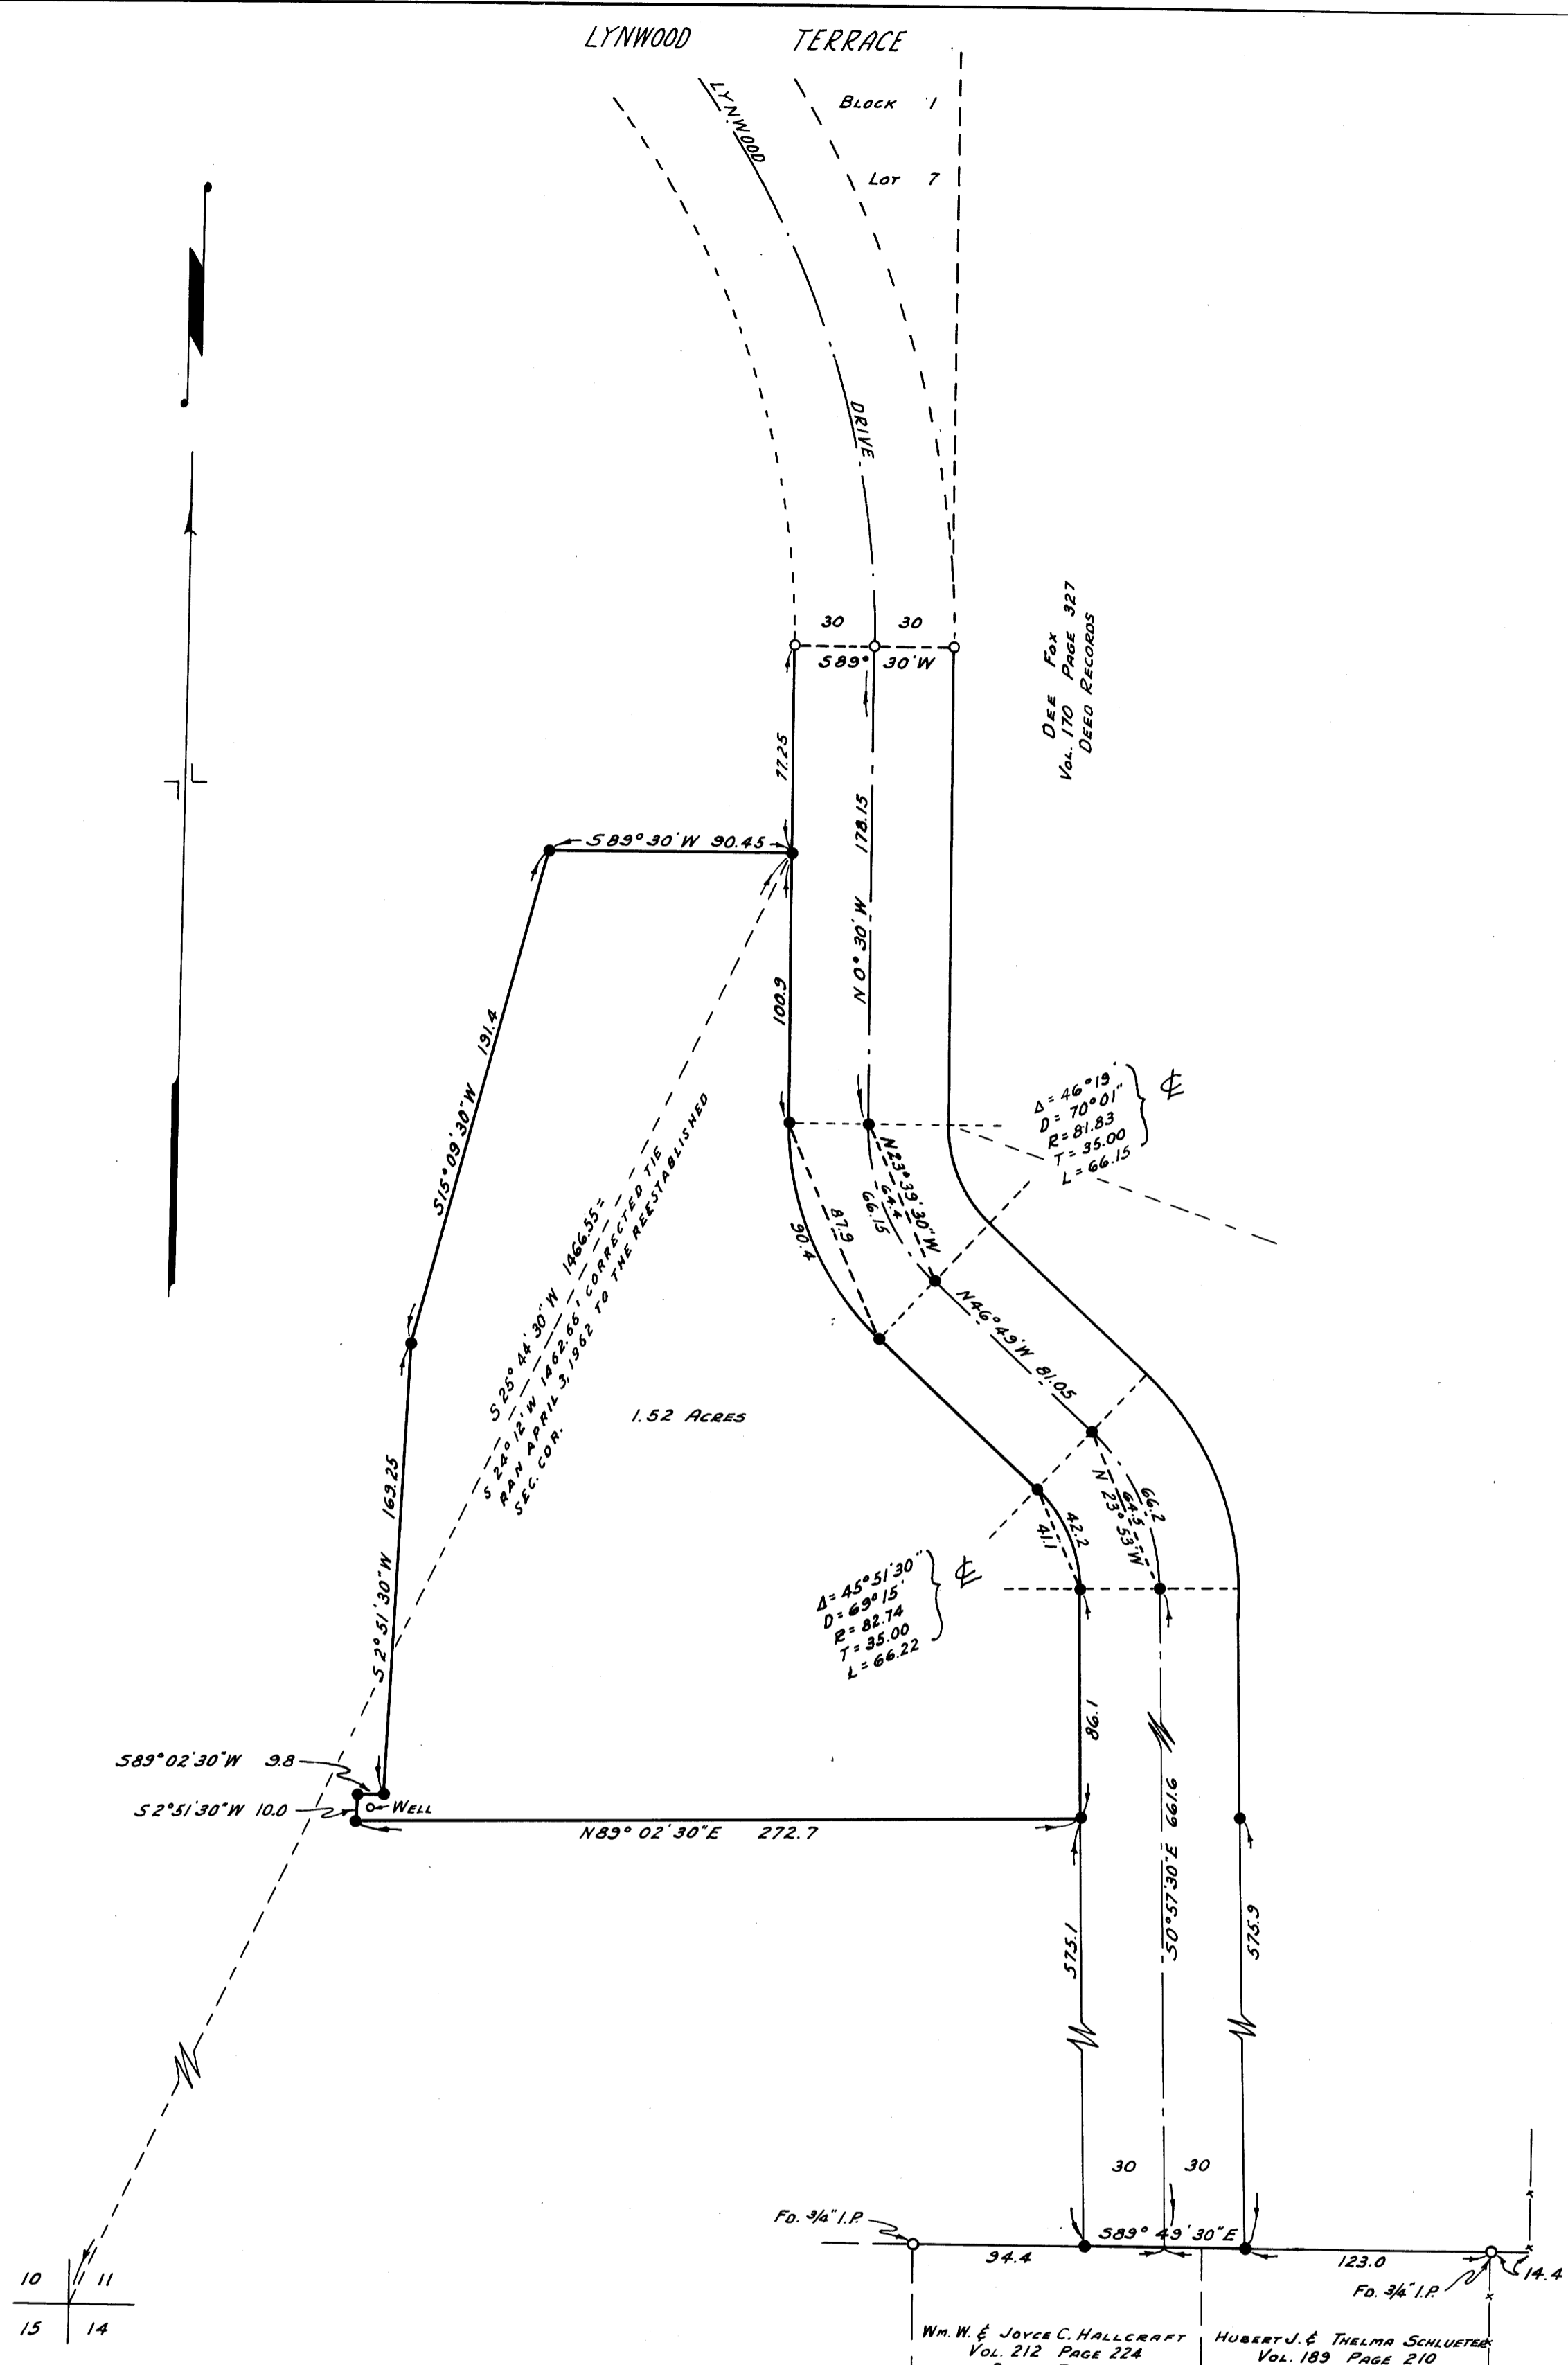 LYNWOOD TERRACE
BLOCK 1
LYNWOOD
LOT 7
DRIVE
30 30
S89° 30'W
DEE FOX
VOL. 170 PAGE 327
DEED RECORDS
77.25
178.15
N 0° 30' W
S89° 30' W 90.45
100.9
S15° 09' 30" W 191.4
Δ = 46° 19'
D = 70° 01"
R = 81.83
T = 35.00
L = 66.15
℄
N23° 39' 30" W
64.4
66.15
87.9
90.4
N46° 49' W 81.05
S 25° 44' 30" W 1466.55 =
S 24° 12' W 1462.66', CORRECTED TIE
RAN APRIL 3, 1962 TO THE REESTABLISHED
SEC. COR.
1.52 ACRES
S 2° 51' 30" W 169.25
66.2
64.5
N 23° 53' W
42.2
41.1
Δ = 45° 51' 30"
D = 69° 15'
R = 82.74
T = 35.00
L = 66.22
℄
86.1
S89° 02' 30" W 9.8
S 2° 51' 30" W 10.0
WELL
N89° 02' 30" E 272.7
S0° 57' 30" E 661.6
575.1
575.9
30 30
FD. 3/4" I.P.
S89° 49' 30" E
94.4
123.0
14.4
FD. 3/4" I.P.
10 11
15 14
WM. W. & JOYCE C. HALLCRAFT
VOL. 212 PAGE 224
HUBERT J. & THELMA SCHLUETER
VOL. 189 PAGE 210